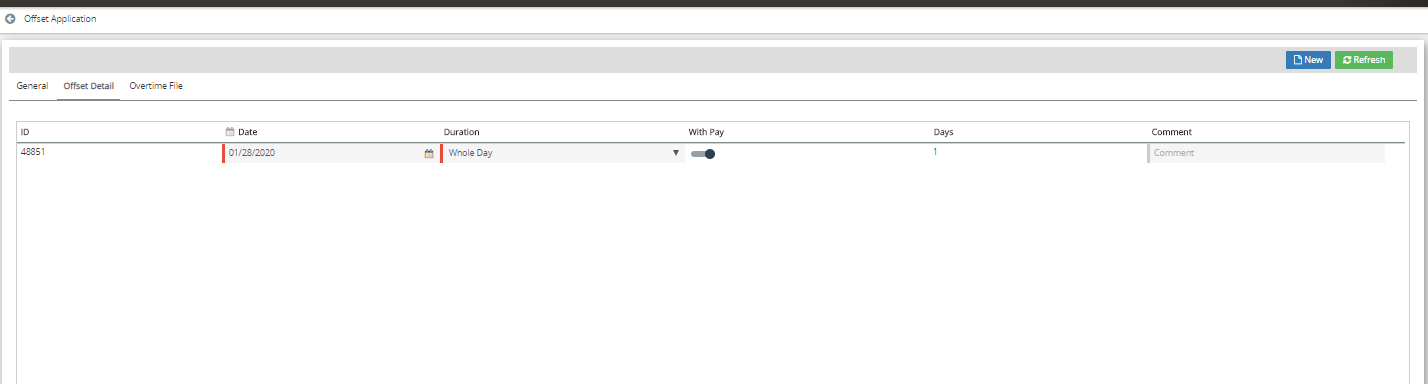 Offset Application
New Refresh
General Offset Detail Overtime File
ID Date Duration With Pay Days Comment
48851 01/28/2020 Whole Day 1 Comment